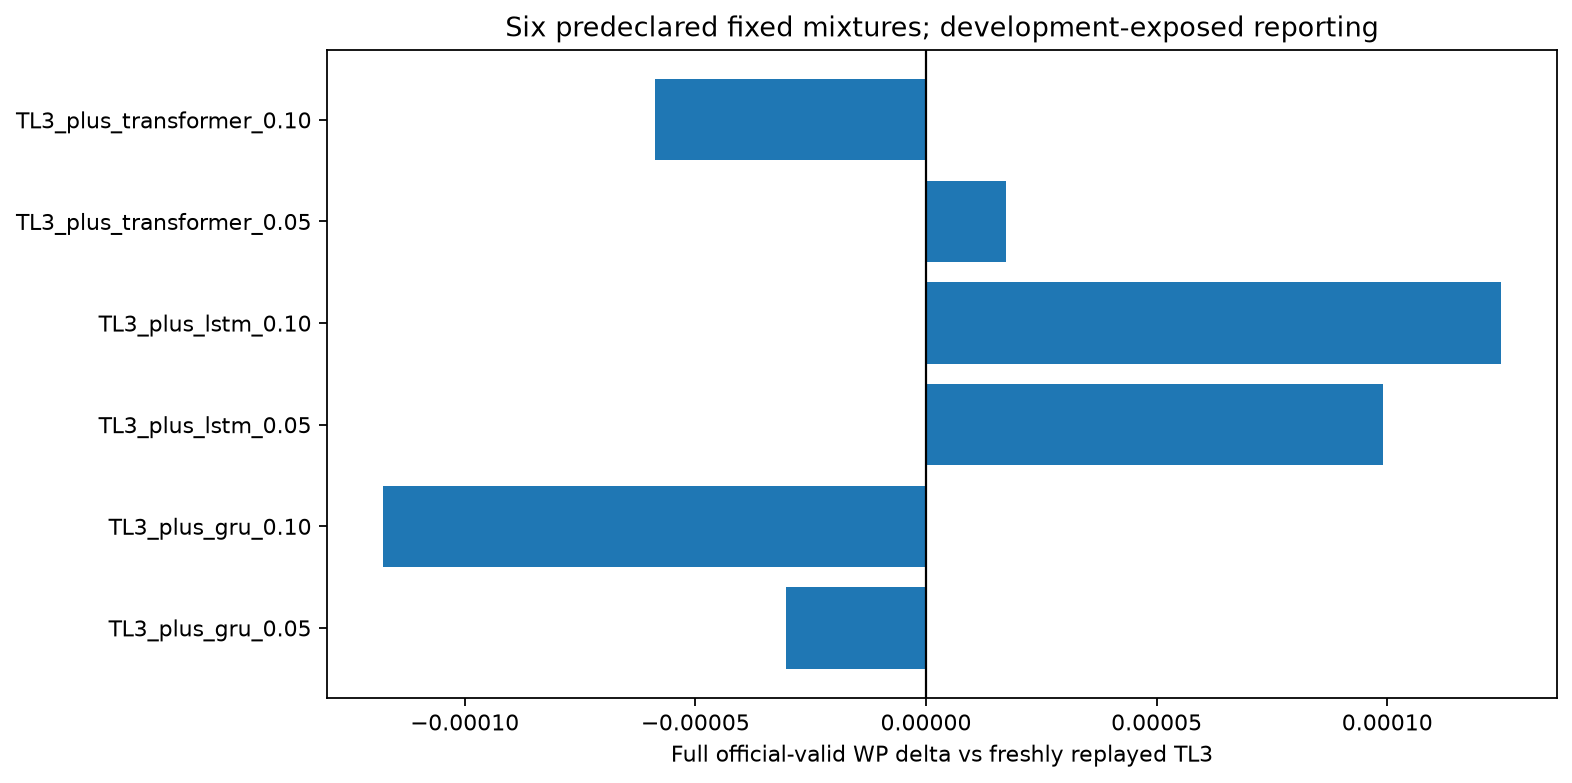 Six predeclared fixed mixtures; development-exposed reporting
TL3_plus_transformer_0.10
TL3_plus_transformer_0.05
TL3_plus_lstm_0.10
TL3_plus_lstm_0.05
TL3_plus_gru_0.10
TL3_plus_gru_0.05
−0.00010 −0.00005 0.00000 0.00005 0.00010
Full official-valid WP delta vs freshly replayed TL3